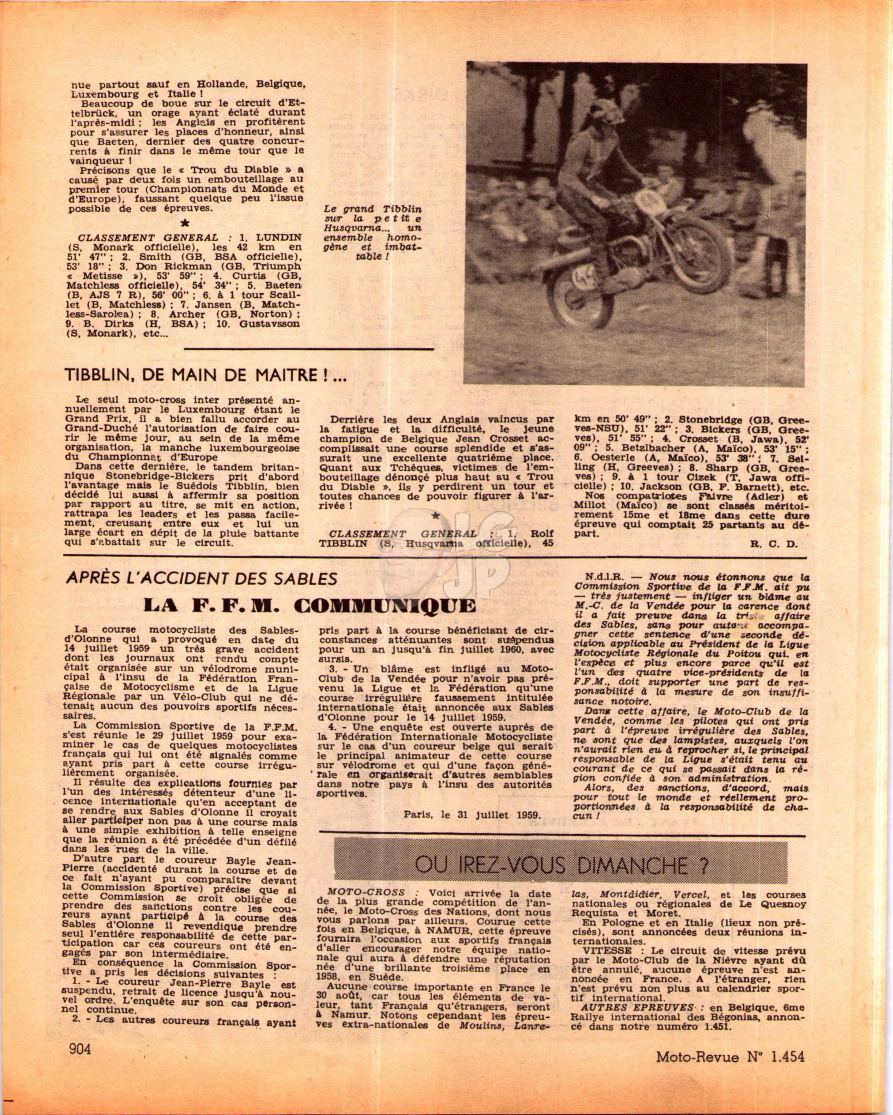 nue partout sauf en Hollande, Belgique,
Luxembourg et Italie !
Beaucoup de boue sur le circuit d'Et-
telbrück, un orage ayant éclaté durant
l'après-midi ; les Anglais en profitèrent
pour s'assurer les places d'honneur, ainsi
que Baeten, dernier des quatre concur-
rents à finir dans le même tour que le
vainqueur !
Précisons que le « Trou du Diable » a
causé par deux fois un embouteillage au
premier tour (Championnats du Monde et
d'Europe), faussant quelque peu l'issue
possible de ces épreuves.
★
CLASSEMENT GENERAL : 1. LUNDIN
(S, Monark officielle), les 42 km en
51' 47" ; 2. Smith (GB, BSA officielle),
53' 18" ; 3. Don Rickman (GB, Triumph
« Metisse »), 53' 59" ; 4. Curtis (GB,
Matchless officielle), 54' 34" ; 5. Baeten
(B, AJS 7 R), 56' 00" ; 6. à 1 tour Scail-
let (B, Matchless) ; 7. Jansen (B, Match-
less-Sarolea) ; 8. Archer (GB, Norton) ;
9. B. Dirks (H, BSA) ; 10. Gustavsson
(S, Monark), etc...
Le grand Tibblin
sur la petite
Husqvarna... un
ensemble homo-
gène et imbat-
table !
TIBBLIN, DE MAIN DE MAITRE ! ...
Le seul moto-cross inter présenté an-
nuellement par le Luxembourg étant le
Grand Prix, il a bien fallu accorder au
Grand-Duché l'autorisation de faire cou-
rir le même jour, au sein de la même
organisation, la manche luxembourgeoise
du Championnat d'Europe
Dans cette dernière, le tandem britan-
nique Stonebridge-Bickers prit d'abord
l'avantage mais le Suédois Tibblin, bien
décidé lui aussi à affermir sa position
par rapport au titre, se mit en action,
rattrapa les leaders et les passa facile-
ment, creusant entre eux et lui un
large écart en dépit de la pluie battante
qui s'abattait sur le circuit.
Derrière les deux Anglais vaincus par
la fatigue et la difficulté, le jeune
champion de Belgique Jean Crosset ac-
complissait une course splendide et s'as-
surait une excellente quatrième place.
Quant aux Tchèques, victimes de l'em-
bouteillage dénoncé plus haut au « Trou
du Diable », ils y perdirent un tour et
toutes chances de pouvoir figurer à l'ar-
rivée !
★
CLASSEMENT GENERAL : 1. Rolf
TIBBLIN (S, Husqvarna officielle), 45
km en 50' 49" ; 2. Stonebridge (GB, Gree-
ves-NSU), 51' 22" ; 3. Bickers (GB, Gree-
ves), 51' 55" ; 4. Crosset (B, Jawa), 52'
09" ; 5. Betzlbacher (A, Maïco), 53' 15" ;
6. Oesterle (A, Maïco), 53' 38" ; 7. Sel-
ling (H, Greeves) ; 8. Sharp (GB, Gree-
ves) ; 9. à 1 tour Cizek (T, Jawa offi-
cielle) ; 10. Jackson (GB, F. Barnett), etc.
Nos compatriotes Faivre (Adler) et
Millot (Maïco) se sont classés méritoi-
rement 15me et 18me dans cette dure
épreuve qui comptait 25 partants au dé-
part.
R. C. D.
APRÈS L'ACCIDENT DES SABLES
LA F. F. M. COMMUNIQUE
La course motocycliste des Sables-
d'Olonne qui a provoqué en date du
14 juillet 1959 un très grave accident
dont les journaux ont rendu compte
était organisée sur un vélodrome muni-
cipal à l'insu de la Fédération Fran-
çaise de Motocyclisme et de la Ligue
Régionale par un Vélo-Club qui ne dé-
tenait aucun des pouvoirs sportifs néces-
saires.
La Commission Sportive de la F.F.M.
s'est réunie le 29 juillet 1959 pour exa-
miner le cas de quelques motocyclistes
français qui lui ont été signalés comme
ayant pris part à cette course irrégu-
lièrement organisée.
Il résulte des explications fournies par
l'un des intéressés détenteur d'une li-
cence internationale qu'en acceptant de
se rendre aux Sables d'Olonne il croyait
aller participer non pas à une course mais
à une simple exhibition à telle enseigne
que la réunion a été précédée d'un défilé
dans les rues de la ville.
D'autre part le coureur Bayle Jean-
Pierre (accidenté durant la course et de
ce fait n'ayant pu comparaître devant
la Commission Sportive) précise que si
cette Commission se croit obligée de
prendre des sanctions contre les cou-
reurs ayant participé à la course des
Sables d'Olonne il revendique prendre
seul l'entière responsabilité de cette par-
ticipation car ces coureurs ont été en-
gagés par son intermédiaire.
En conséquence la Commission Spor-
tive a pris les décisions suivantes :
1. - Le coureur Jean-Pierre Bayle est
suspendu, retrait de licence jusqu'à nou-
vel ordre. L'enquête sur son cas person-
nel continue.
2. - Les autres coureurs français ayant
pris part à la course bénéficiant de cir-
constances atténuantes sont suspendus
pour un an jusqu'à fin juillet 1960, avec
sursis.
3. - Un blâme est infligé au Moto-
Club de la Vendée pour n'avoir pas pré-
venu la Ligue et la Fédération qu'une
course irrégulière faussement intitulée
internationale était annoncée aux Sables
d'Olonne pour le 14 juillet 1959.
4. - Une enquête est ouverte auprès de
la Fédération Internationale Motocycliste
sur le cas d'un coureur belge qui serait
le principal animateur de cette course
sur vélodrome et qui d'une façon géné-
rale en organiserait d'autres semblables
dans notre pays à l'insu des autorités
sportives.
Paris, le 31 juillet 1959.
N.d.l.R. — Nous nous étonnons que la
Commission Sportive de la F.F.M. ait pu
— très justement — infliger un blâme au
M.-C. de la Vendée pour la carence dont
il a fait preuve dans la triste affaire
des Sables, sans pour autant accompa-
gner cette sentence d'une seconde dé-
cision applicable au Président de la Ligue
Motocycliste Régionale du Poitou qui, en
l'espèce et plus encore parce qu'il est
l'un des quatre vice-présidents de la
F.F.M., doit supporter une part de res-
ponsabilité à la mesure de son insuffi-
sance notoire.
Dans cette affaire, le Moto-Club de la
Vendée, comme les pilotes qui ont pris
part à l'épreuve irrégulière des Sables,
ne sont que des lampistes, auxquels l'on
n'aurait rien eu à reprocher si, le principal
responsable de la Ligue s'était tenu au
courant de ce qui se passait dans la ré-
gion confiée à son administration.
Alors, des sanctions, d'accord, mais
pour tout le monde et réellement pro-
portionnées à la responsabilité de cha-
cun !
OU IREZ-VOUS DIMANCHE ?
MOTO-CROSS : Voici arrivée la date
de la plus grande compétition de l'an-
née, le Moto-Cross des Nations, dont nous
vous parlons par ailleurs. Courue cette
fois en Belgique, à NAMUR, cette épreuve
fournira l'occasion aux sportifs français
d'aller encourager notre équipe natio-
nale qui aura à défendre une réputation
née d'une brillante troisième place en
1958, en Suède.
Aucune course importante en France le
30 août, car tous les éléments de va-
leur, tant Français qu'étrangers, seront
à Namur. Notons cependant les épreu-
ves extra-nationales de Moulins, Lanre-
las, Montdidier, Vercel, et les courses
nationales ou régionales de Le Quesnoy
Requista et Moret.
En Pologne et en Italie (lieux non pré-
cisés), sont annoncées deux réunions in-
ternationales.
VITESSE : Le circuit de vitesse prévu
par le Moto-Club de la Nièvre ayant dû
être annulé, aucune épreuve n'est an-
noncée en France. A l'étranger, rien
n'est prévu non plus au calendrier spor-
tif international.
AUTRES EPREUVES : en Belgique, 6me
Rallye international des Bégonias, annon-
cé dans notre numéro 1.451.
904
Moto-Revue N° 1.454